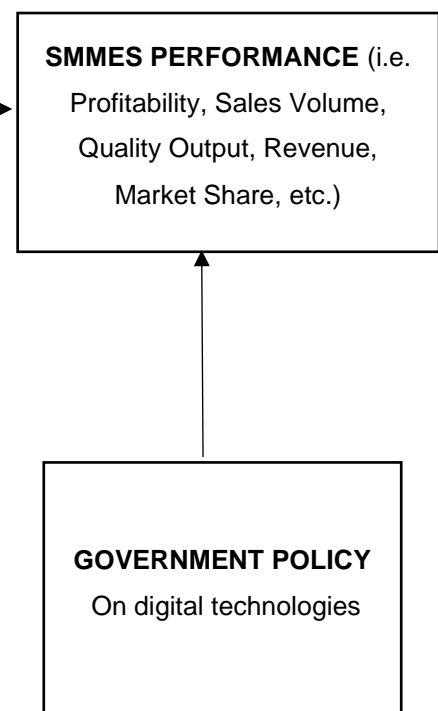 SMMES PERFORMANCE (i.e.
Profitability, Sales Volume,
Quality Output, Revenue,
Market Share, etc.)
GOVERNMENT POLICY
On digital technologies